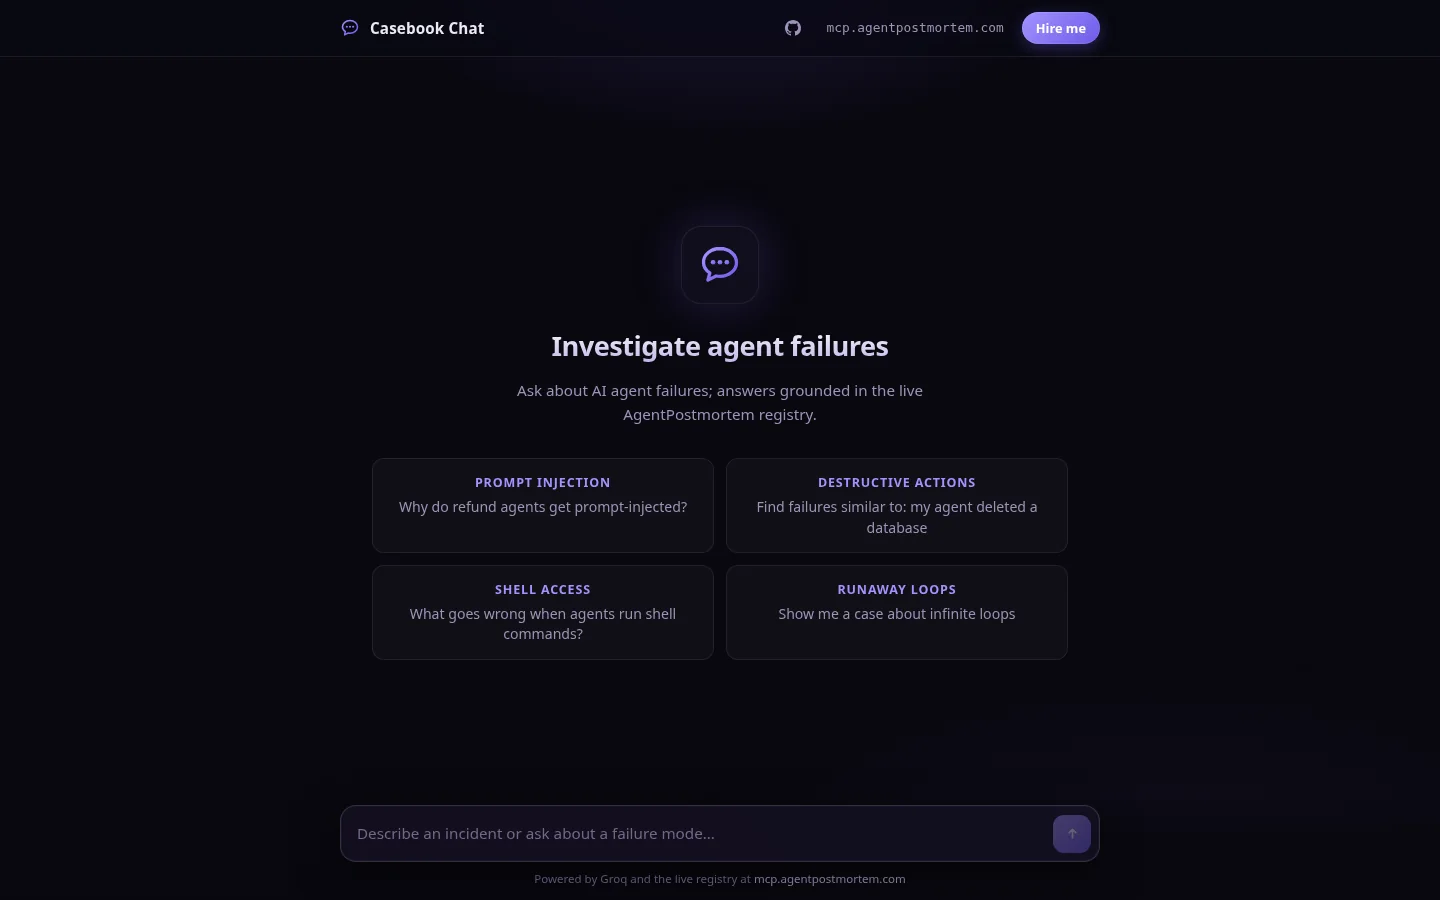 Casebook Chat
mcp.agentpostmortem.com
Hire me
Investigate agent failures
Ask about AI agent failures; answers grounded in the live
AgentPostmortem registry.
PROMPT INJECTION
Why do refund agents get prompt-injected?
DESTRUCTIVE ACTIONS
Find failures similar to: my agent deleted a
database
SHELL ACCESS
What goes wrong when agents run shell
commands?
RUNAWAY LOOPS
Show me a case about infinite loops
Describe an incident or ask about a failure mode...
Powered by Groq and the live registry at mcp.agentpostmortem.com